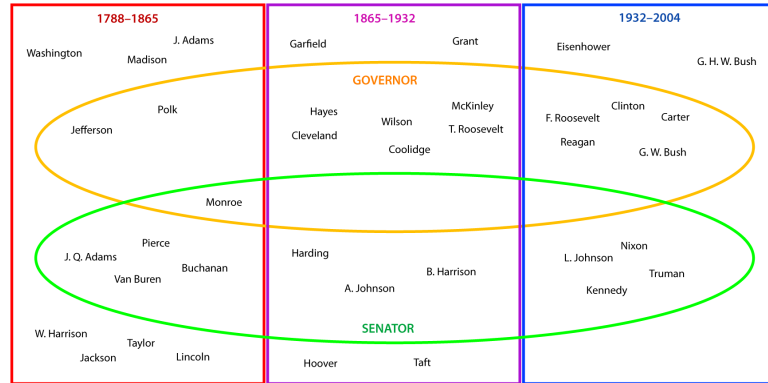 1788–1865
Washington
J. Adams
Madison
Polk
Jefferson
Monroe
Pierce
J. Q. Adams
Van Buren
Buchanan
W. Harrison
Taylor
Jackson
Lincoln
1865–1932
Garfield
Grant
GOVERNOR
Hayes
McKinley
Wilson
Cleveland
T. Roosevelt
Coolidge
Harding
B. Harrison
A. Johnson
SENATOR
Hoover
Taft
1932–2004
Eisenhower
G. H. W. Bush
Clinton
F. Roosevelt
Carter
Reagan
G. W. Bush
Nixon
L. Johnson
Truman
Kennedy